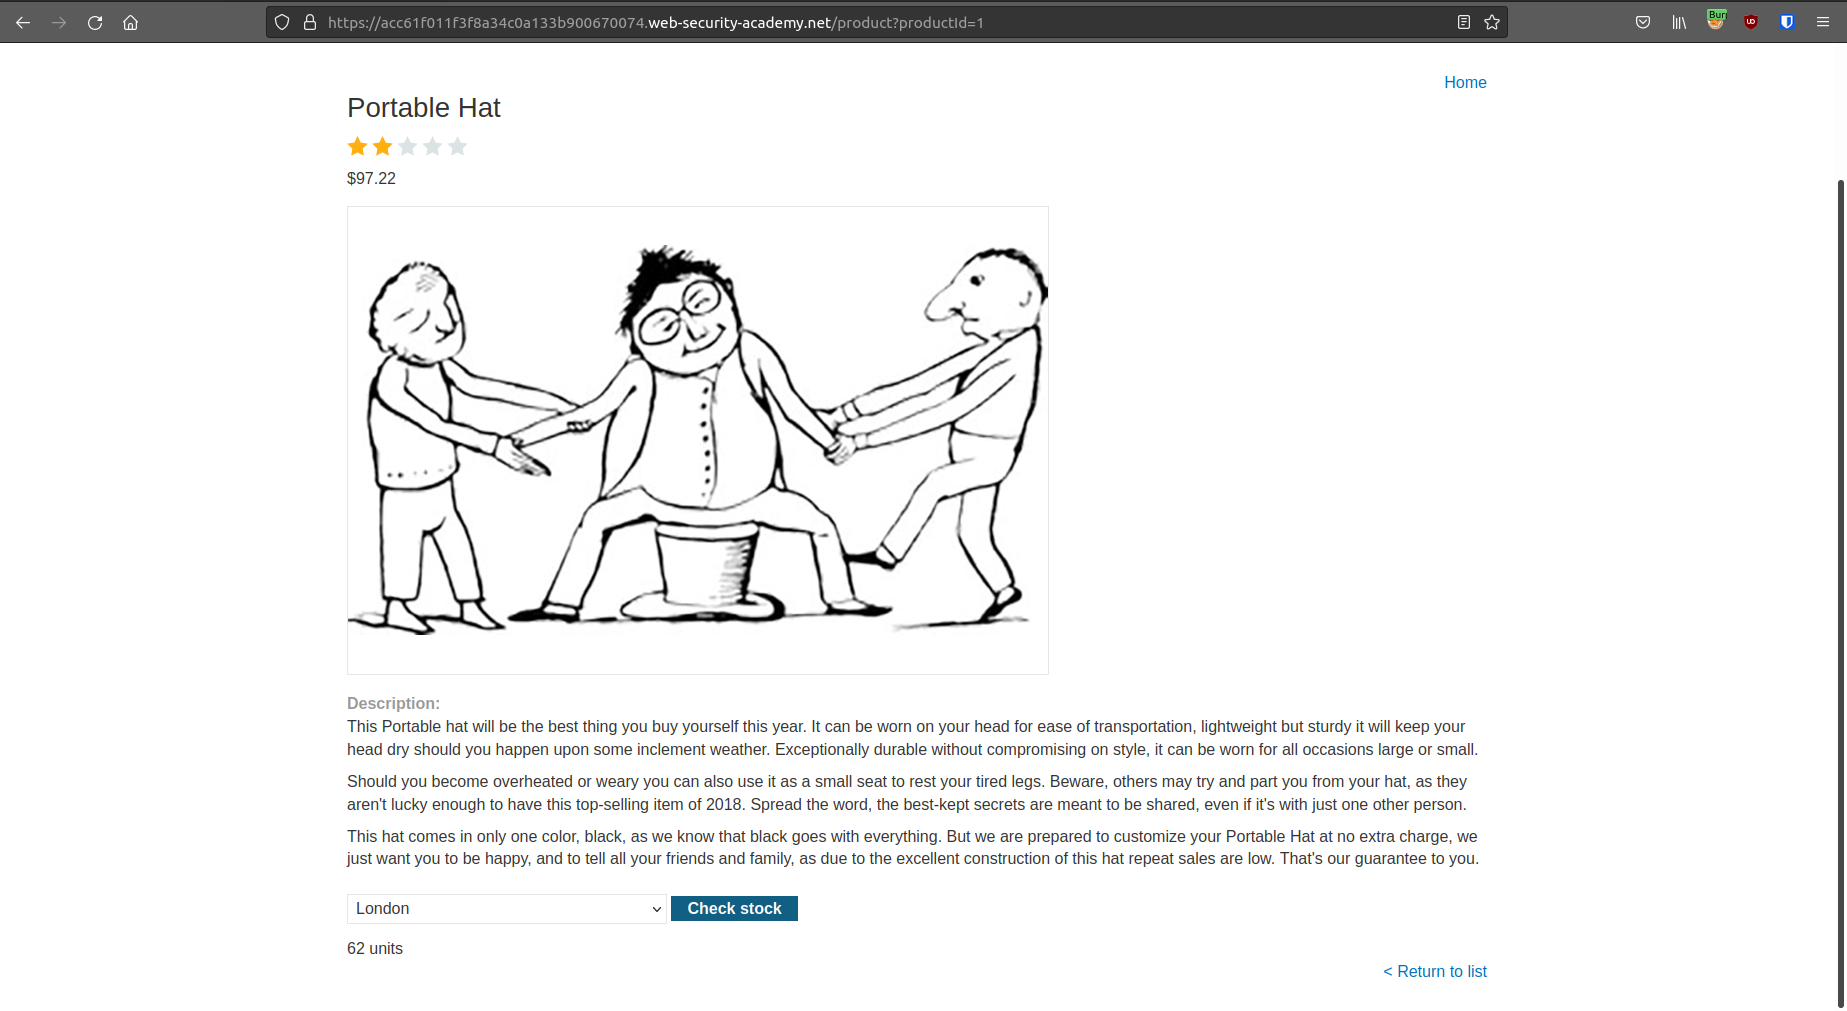 https://acc61f011f3f8a34c0a133b900670074.web-security-academy.net/product?productId=1
Bur
Home
Portable Hat
$97.22
Description:
This Portable hat will be the best thing you buy yourself this year. It can be worn on your head for ease of transportation, lightweight but sturdy it will keep your
head dry should you happen upon some inclement weather. Exceptionally durable without compromising on style, it can be worn for all occasions large or small.
Should you become overheated or weary you can also use it as a small seat to rest your tired legs. Beware, others may try and part you from your hat, as they
aren't lucky enough to have this top-selling item of 2018. Spread the word, the best-kept secrets are meant to be shared, even if it's with just one other person.
This hat comes in only one color, black, as we know that black goes with everything. But we are prepared to customize your Portable Hat at no extra charge, we
just want you to be happy, and to tell all your friends and family, as due to the excellent construction of this hat repeat sales are low. That's our guarantee to you.
London
Check stock
62 units
< Return to list